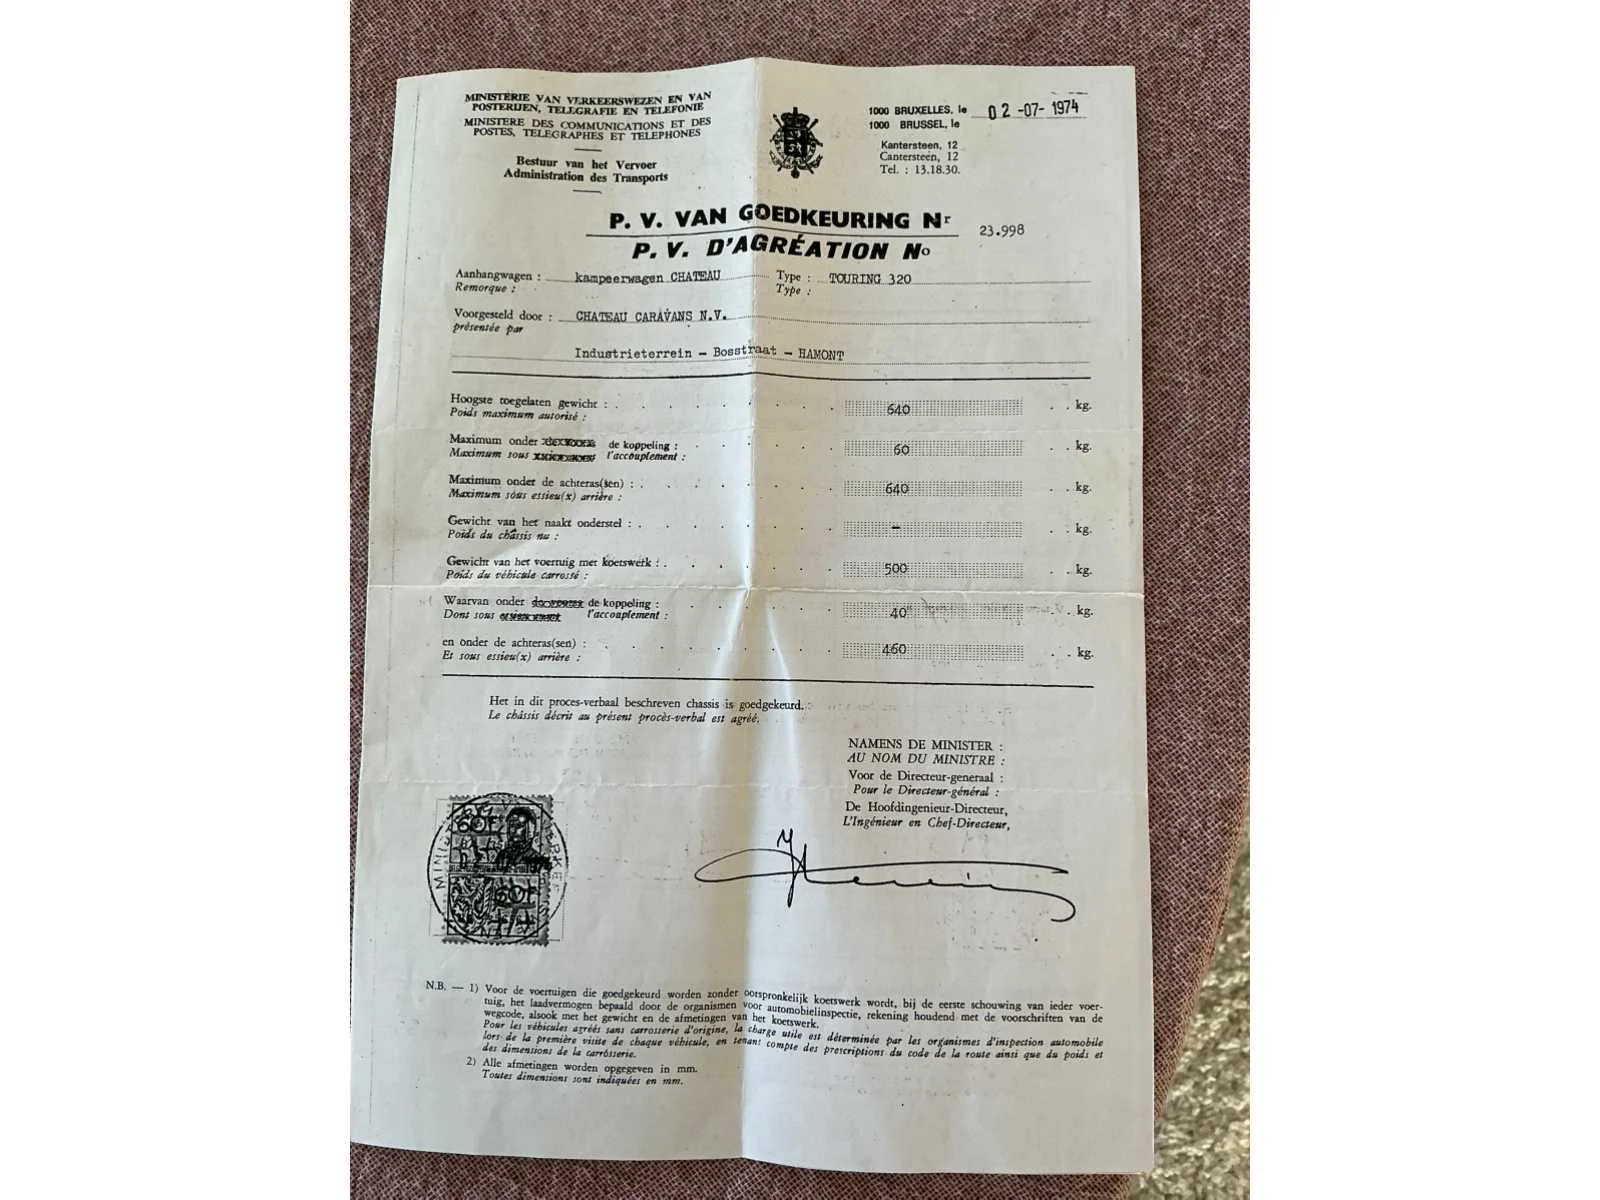 MINISTERIE VAN VERKEERSWEZEN EN VAN
POSTERIJEN, TELEGRAFIE EN TELEFONIE
MINISTERE DES COMMUNICATIONS ET DES
POSTES, TELEGRAPHES ET TELEPHONES
Bestuur van het Vervoer
Administration des Transports
1000 BRUXELLES, le 02-07-1974
1000 BRUSSEL, le
Kantersteen, 12
Cantersteen, 12
Tel. : 13.18.30.
P. V. VAN GOEDKEURING Nr 23.998
P. V. D'AGRÉATION No
Aanhangwagen : kampeerwagen CHATEAU Type : TOURING 320
Remorque : Type :
Voorgesteld door : CHATEAU CARAVANS N.V.
présentée par
Industrieterrein - Bosstraat - HAMONT
Hoogste toegelaten gewicht : 640 kg.
Poids maximum autorisé :
Maximum onder de koppeling : 60 kg.
Maximum sous l'accouplement :
Maximum onder de achteras(sen) : 640 kg.
Maximum sous essieu(x) arrière :
Gewicht van het naakt onderstel : - kg.
Poids du châssis nu :
Gewicht van het voertuig met koetswerk : 500 kg.
Poids du véhicule carrossé :
Waarvan onder de koppeling : 40 kg.
Dont sous l'accouplement :
en onder de achteras(sen) : 460 kg.
Et sous essieu(x) arrière :
Het in dit proces-verbaal beschreven chassis is goedgekeurd.
Le châssis décrit au présent procès-verbal est agréé.
NAMENS DE MINISTER :
AU NOM DU MINISTRE :
Voor de Directeur-generaal :
Pour le Directeur-général :
De Hoofdingenieur-Directeur,
L'Ingénieur en Chef-Directeur,
60F
60F
N.B. — 1) Voor de voertuigen die goedgekeurd worden zonder oorspronkelijk koetswerk wordt, bij de eerste schouwing van ieder voer-
tuig, het laadvermogen bepaald door de organismen voor automobielinspectie, rekening houdend met de voorschriften van de
wegcode, alsook met het gewicht en de afmetingen van het koetswerk.
Pour les véhicules agréés sans carrosserie d'origine, la charge utile est déterminée par les organismes d'inspection automobile
lors de la première visite de chaque véhicule, en tenant compte des prescriptions du code de la route ainsi que du poids et
des dimensions de la carrosserie.
2) Alle afmetingen worden opgegeven in mm.
Toutes dimensions sont indiquées en mm.